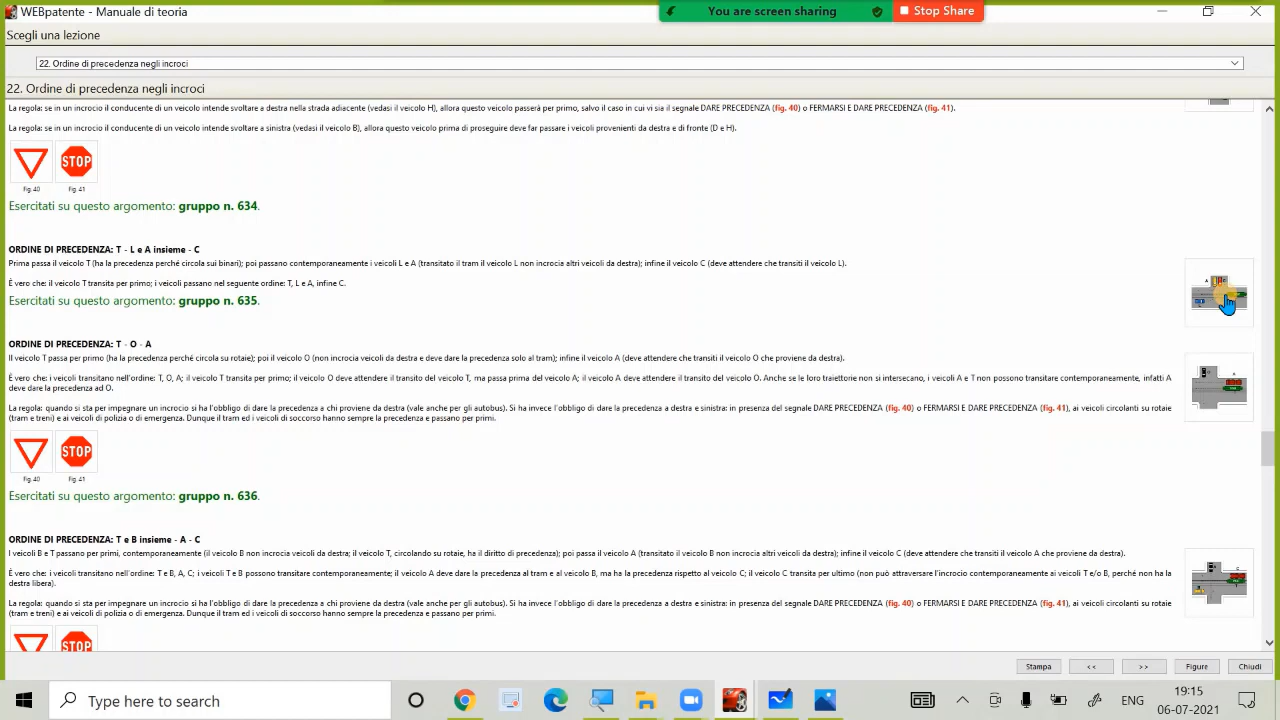 WEBpatente - Manuale di teoria
You are screen sharing
Stop Share
Scegli una lezione
22. Ordine di precedenza negli incroci
22. Ordine di precedenza negli incroci
La regola: se in un incrocio il conducente di un veicolo intende svoltare a destra nella strada adiacente (vedasi il veicolo H), allora questo veicolo passerà per primo, salvo il caso in cui vi sia il segnale DARE PRECEDENZA (fig. 40) o FERMARSI E DARE PRECEDENZA (fig. 41).
La regola: se in un incrocio il conducente di un veicolo intende svoltare a sinistra (vedasi il veicolo B), allora questo veicolo prima di proseguire deve far passare i veicoli provenienti da destra e di fronte (D e H).
STOP
Fig. 40
Fig. 41
Esercitati su questo argomento: gruppo n. 634.
ORDINE DI PRECEDENZA: T - L e A insieme - C
Prima passa il veicolo T (ha la precedenza perché circola sui binari); poi passano contemporaneamente i veicoli L e A (transitato il tram il veicolo L non incrocia altri veicoli da destra); infine il veicolo C (deve attendere che transiti il veicolo L).
È vero che: il veicolo T transita per primo; i veicoli passano nel seguente ordine: T, L e A, infine C.
Esercitati su questo argomento: gruppo n. 635.
ORDINE DI PRECEDENZA: T - O - A
Il veicolo T passa per primo (ha la precedenza perché circola su rotaie); poi il veicolo O (non incrocia veicoli da destra e deve dare la precedenza solo al tram); infine il veicolo A (deve attendere che transiti il veicolo O che proviene da destra).
È vero che: i veicoli transitano nell'ordine: T, O, A; il veicolo T transita per primo; il veicolo O deve attendere il transito del veicolo T, ma passa prima del veicolo A; il veicolo A deve attendere il transito del veicolo O. Anche se le loro traiettorie non si intersecano, i veicoli A e T non possono transitare contemporaneamente, infatti A
deve dare la precedenza ad O.
La regola: quando si sta per impegnare un incrocio si ha l'obbligo di dare la precedenza a chi proviene da destra (vale anche per gli autobus). Si ha invece l'obbligo di dare la precedenza a destra e sinistra: in presenza del segnale DARE PRECEDENZA (fig. 40) o FERMARSI E DARE PRECEDENZA (fig. 41), ai veicoli circolanti su rotaie
(tram e treni) e ai veicoli di polizia o di emergenza. Dunque il tram ed i veicoli di soccorso hanno sempre la precedenza e passano per primi.
STOP
Fig. 40
Fig. 41
Esercitati su questo argomento: gruppo n. 636.
ORDINE DI PRECEDENZA: T e B insieme - A - C
I veicoli B e T passano per primi, contemporaneamente (il veicolo B non incrocia veicoli da destra; il veicolo T, circolando su rotaie, ha il diritto di precedenza); poi passa il veicolo A (transitato il veicolo B non incrocia altri veicoli da destra); infine il veicolo C (deve attendere che transiti il veicolo A che proviene da destra).
È vero che: i veicoli transitano nell'ordine: T e B, A, C; i veicoli T e B possono transitare contemporaneamente; il veicolo A deve dare la precedenza al tram e al veicolo B, ma ha la precedenza rispetto al veicolo C; il veicolo C transita per ultimo (non può attraversare l'incrocio contemporaneamente ai veicoli T e/o B, perché non ha la
destra libera).
La regola: quando si sta per impegnare un incrocio si ha l'obbligo di dare la precedenza a chi proviene da destra (vale anche per gli autobus). Si ha invece l'obbligo di dare la precedenza a destra e sinistra: in presenza del segnale DARE PRECEDENZA (fig. 40) o FERMARSI E DARE PRECEDENZA (fig. 41), ai veicoli circolanti su rotaie
(tram e treni) e ai veicoli di polizia o di emergenza. Dunque il tram ed i veicoli di soccorso hanno sempre la precedenza e passano per primi.
STOP
Stampa
<<
>>
Figure
Chiudi
Type here to search
ENG
19:15
06-07-2021